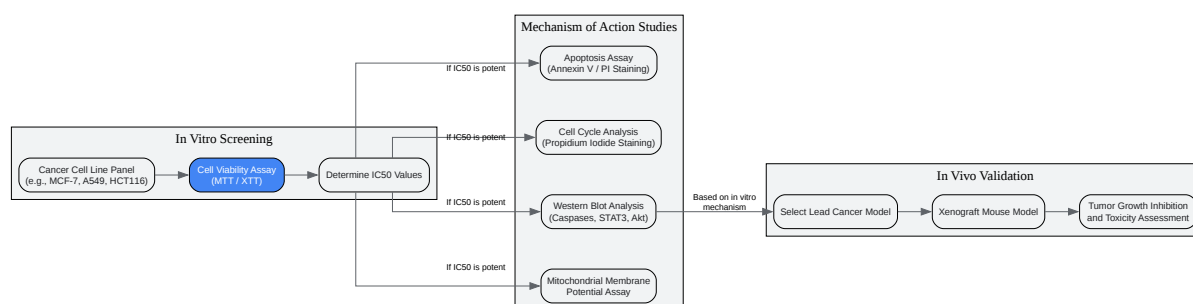 In Vitro Screening
Cancer Cell Line Panel
(e.g., MCF-7, A549, HCT116)
Cell Viability Assay
(MTT / XTT)
Determine IC50 Values
If IC50 is potent
If IC50 is potent
If IC50 is potent
If IC50 is potent
Mechanism of Action Studies
Apoptosis Assay
(Annexin V / PI Staining)
Cell Cycle Analysis
(Propidium Iodide Staining)
Western Blot Analysis
(Caspases, STAT3, Akt)
Mitochondrial Membrane
Potential Assay
Based on in vitro
mechanism
In Vivo Validation
Select Lead Cancer Model
Xenograft Mouse Model
Tumor Growth Inhibition
and Toxicity Assessment